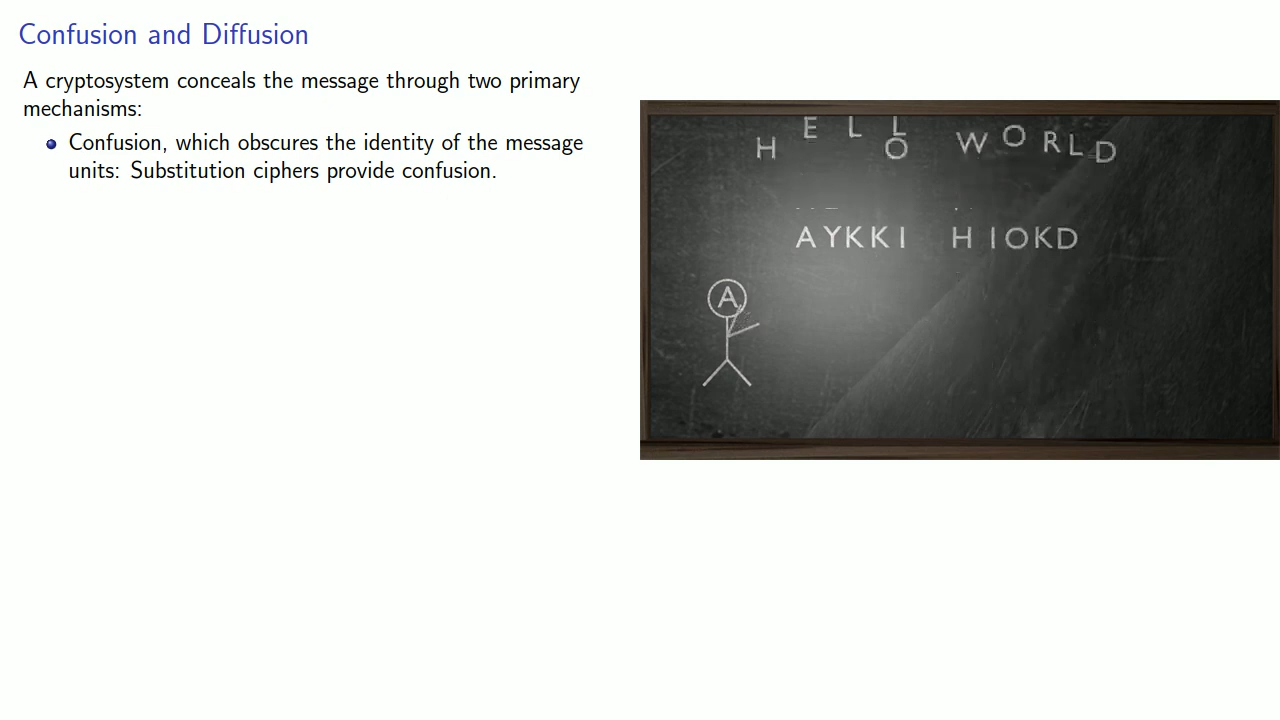 Confusion and Diffusion
A cryptosystem conceals the message through two primary
mechanisms:
Confusion, which obscures the identity of the message
units: Substitution ciphers provide confusion.
HELLO WORLD
AYKKI HIOKD
A